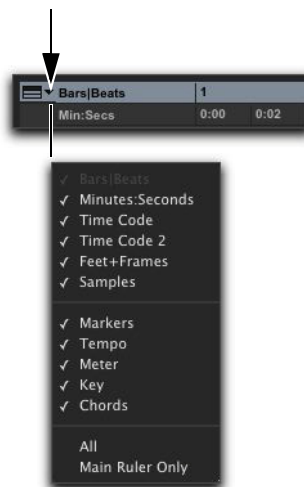 Bars|Beats 1
Min:Secs 0:00 0:02
✓ Bars|Beats
✓ Minutes:Seconds
✓ Time Code
✓ Time Code 2
✓ Feet+Frames
✓ Samples
✓ Markers
✓ Tempo
✓ Meter
✓ Key
✓ Chords
All
Main Ruler Only